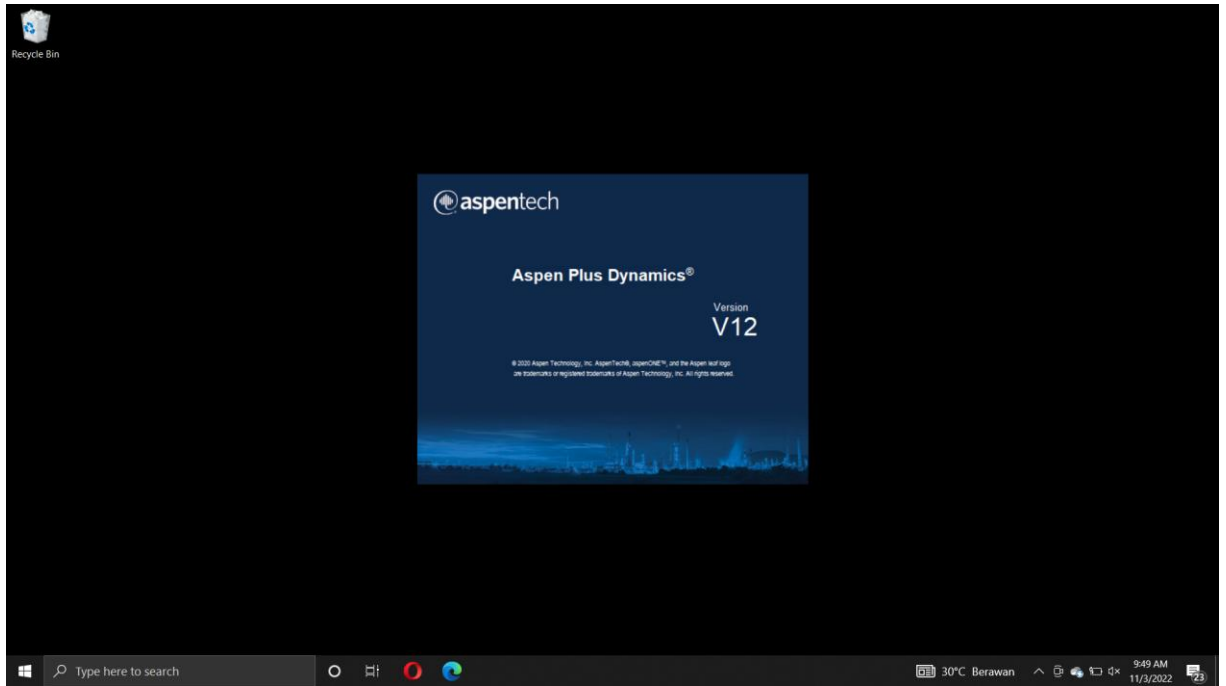 Recycle Bin
aspentech
Aspen Plus Dynamics®
Version
V12
© 2020 Aspen Technology, Inc. AspenTech®, aspenONE™, and the Aspen leaf logo
are trademarks or registered trademarks of Aspen Technology, Inc. All rights reserved.
Type here to search
30°C Berawan
9:49 AM
11/3/2022
23